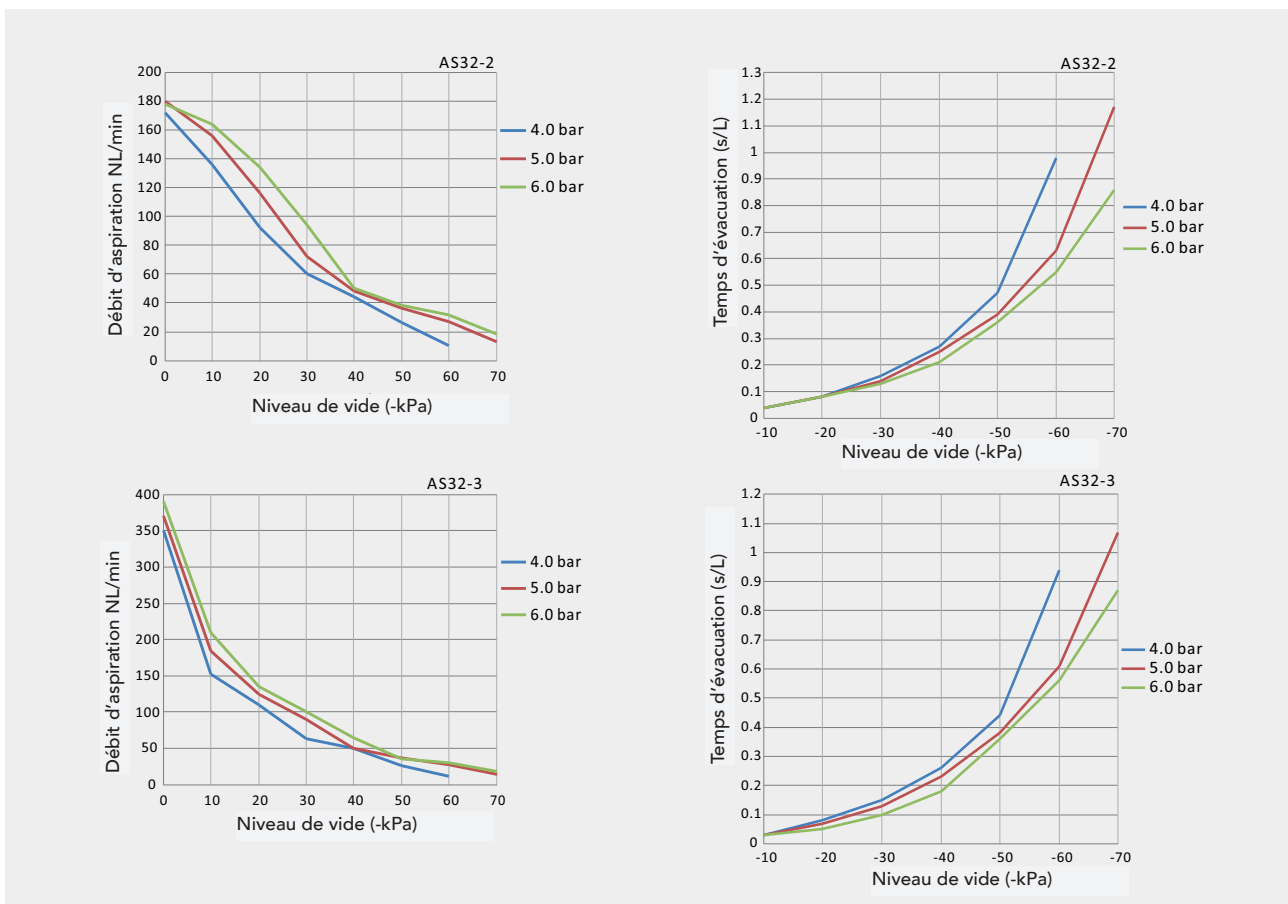 AS32-2
Débit d'aspiration NL/min
200
180
160
140
120
100
80
60
40
20
0
0 10 20 30 40 50 60 70
Niveau de vide (-kPa)
4.0 bar
5.0 bar
6.0 bar
AS32-2
Temps d'évacuation (s/L)
1.3
1.2
1.1
1
0.9
0.8
0.7
0.6
0.5
0.4
0.3
0.2
0.1
0
-10 -20 -30 -40 -50 -60 -70
Niveau de vide (-kPa)
4.0 bar
5.0 bar
6.0 bar
AS32-3
Débit d'aspiration NL/min
400
350
300
250
200
150
100
50
0
0 10 20 30 40 50 60 70
Niveau de vide (-kPa)
4.0 bar
5.0 bar
6.0 bar
AS32-3
Temps d'évacuation (s/L)
1.2
1.1
1
0.9
0.8
0.7
0.6
0.5
0.4
0.3
0.2
0.1
0
-10 -20 -30 -40 -50 -60 -70
Niveau de vide (-kPa)
4.0 bar
5.0 bar
6.0 bar